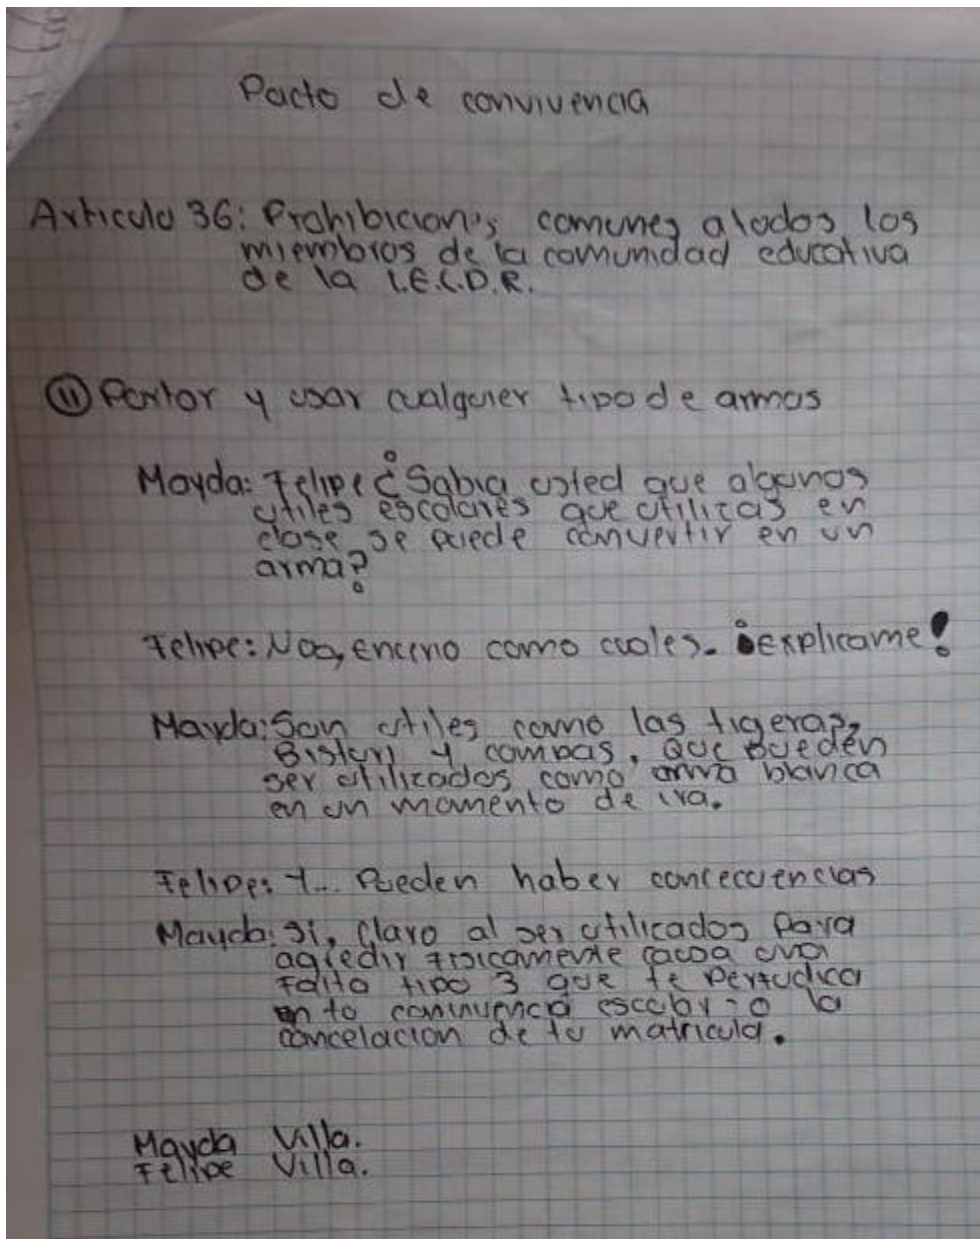 Pacto de convivencia
Articulo 36: Prohibicion's comunes a todos los
miembros de la comunidad educativa
de la I.E.C.D.R.
⑪ Portor y usar cualquier tipo de armas
Mayda: Felipe ¿Sabia usted que algunos
utiles escolares que utilizas en
clase se puede convertir en un
arma?
Felipe: Noo, como cuales. ¡Explicame!
Mayda: Son utiles como las tigeras,
Bisturi y compas, que pueden
ser utilizados como arma blanca
en un momento de ira.
Felipe: Y... Pueden haber concecuencias
Mayda: Si, Claro al ser utilicados para
agredir fisicamente causa una
falta tipo 3 que te perjudica
en tu convivencia escolar o la
cancelacion de tu matricula.
Mayda Villa.
Felipe Villa.